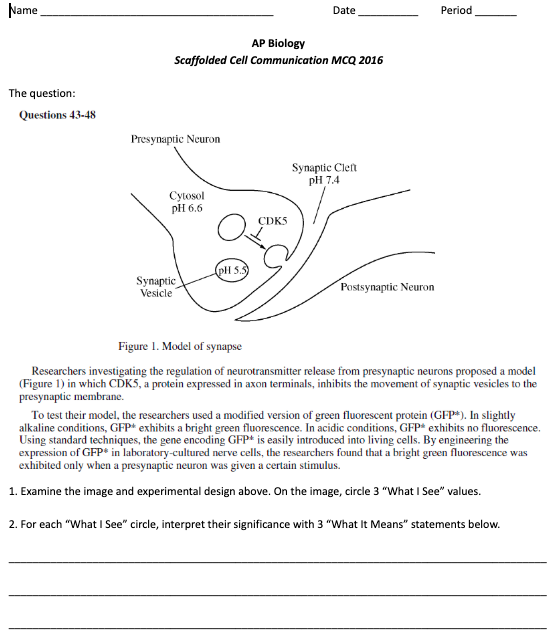 Name Date Period
AP Biology
Scaffolded Cell Communication MCQ 2016
The question:
Questions 43-48
Presynaptic Neuron
Synaptic Cleft
pH 7.4
Cytosol
pH 6.6
CDK5
pH 5.5
Synaptic
Vesicle
Postsynaptic Neuron
Figure 1. Model of synapse
Researchers investigating the regulation of neurotransmitter release from presynaptic neurons proposed a model
(Figure 1) in which CDK5, a protein expressed in axon terminals, inhibits the movement of synaptic vesicles to the
presynaptic membrane.
To test their model, the researchers used a modified version of green fluorescent protein (GFP*). In slightly
alkaline conditions, GFP* exhibits a bright green fluorescence. In acidic conditions, GFP* exhibits no fluorescence.
Using standard techniques, the gene encoding GFP* is easily introduced into living cells. By engineering the
expression of GFP* in laboratory-cultured nerve cells, the researchers found that a bright green fluorescence was
exhibited only when a presynaptic neuron was given a certain stimulus.
1. Examine the image and experimental design above. On the image, circle 3 “What I See” values.
2. For each “What I See” circle, interpret their significance with 3 “What It Means” statements below.